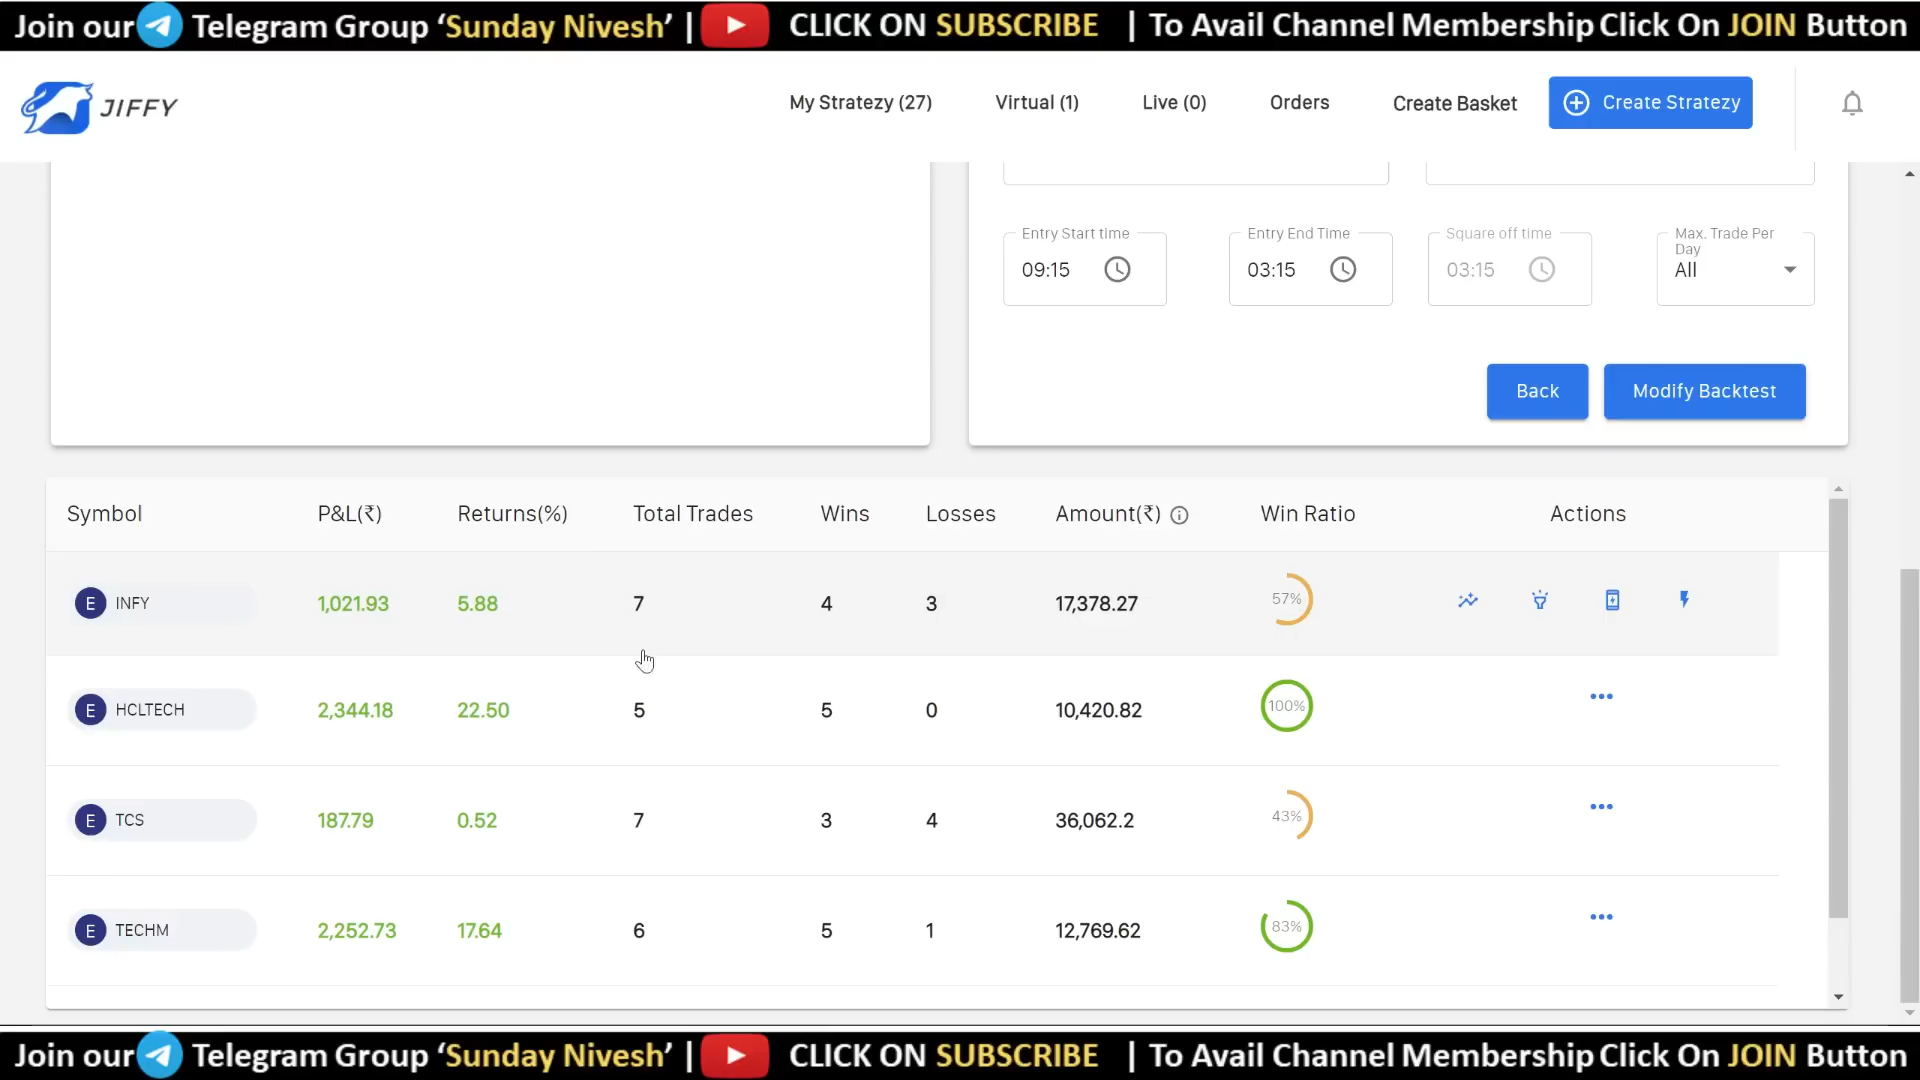 Join our Telegram Group ‘Sunday Nivesh’ | CLICK ON SUBSCRIBE | To Avail Channel Membership Click On JOIN Button
JIFFY
My Stratezy (27) Virtual (1) Live (0) Orders Create Basket Create Stratezy
Entry Start time Entry End Time Square off time Max. Trade Per Day
09:15 03:15 03:15 All
Back Modify Backtest
Symbol P&L(₹) Returns(%) Total Trades Wins Losses Amount(₹) Win Ratio Actions
E INFY 1,021.93 5.88 7 4 3 17,378.27 57%
E HCLTECH 2,344.18 22.50 5 5 0 10,420.82 100%
E TCS 187.79 0.52 7 3 4 36,062.2 43%
E TECHM 2,252.73 17.64 6 5 1 12,769.62 83%
Join our Telegram Group ‘Sunday Nivesh’ | CLICK ON SUBSCRIBE | To Avail Channel Membership Click On JOIN Button